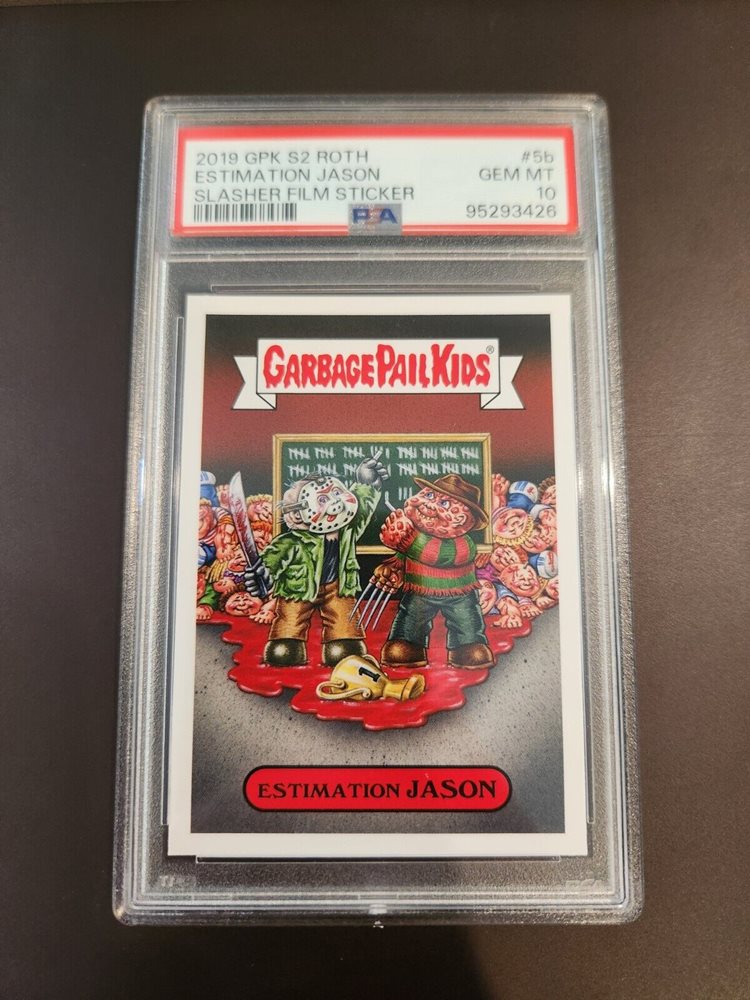 2019 GPK S2 ROTH #5b
ESTIMATION JASON GEM MT
SLASHER FILM STICKER 10
PSA 95293426
GARBAGE PAIL KIDS®
1
ESTIMATION JASON